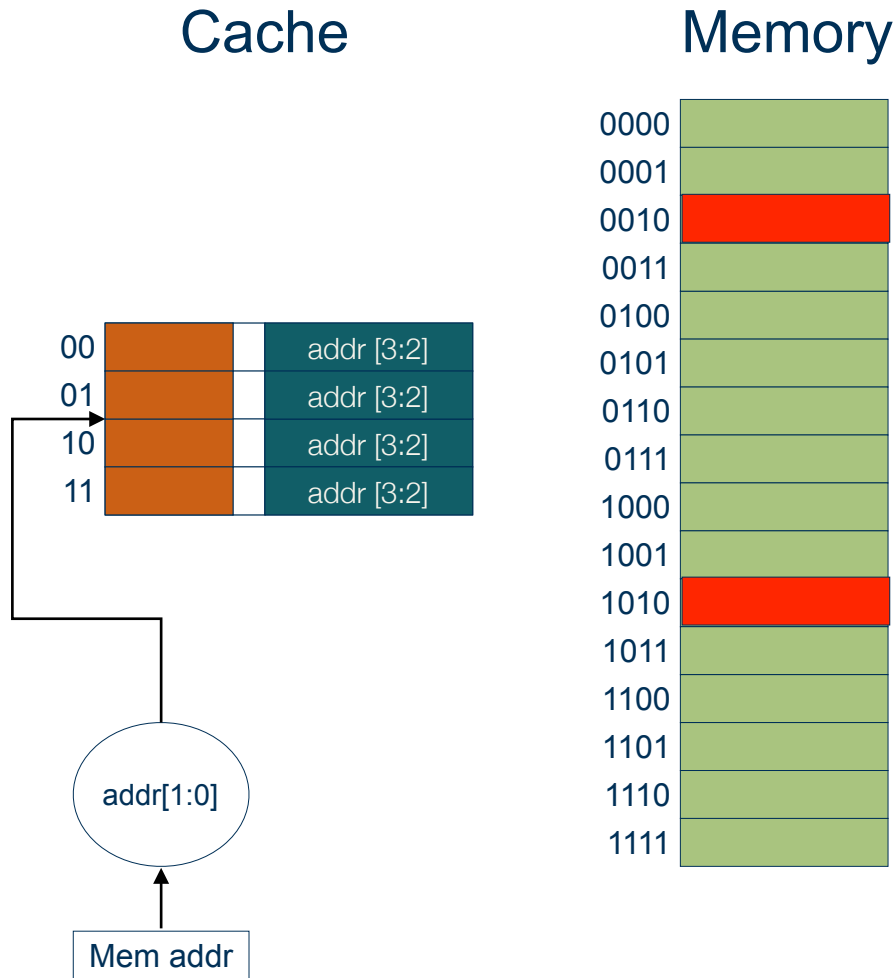 Cache
Memory
00 addr [3:2]
01 addr [3:2]
10 addr [3:2]
11 addr [3:2]
addr[1:0]
Mem addr
0000
0001
0010
0011
0100
0101
0110
0111
1000
1001
1010
1011
1100
1101
1110
1111